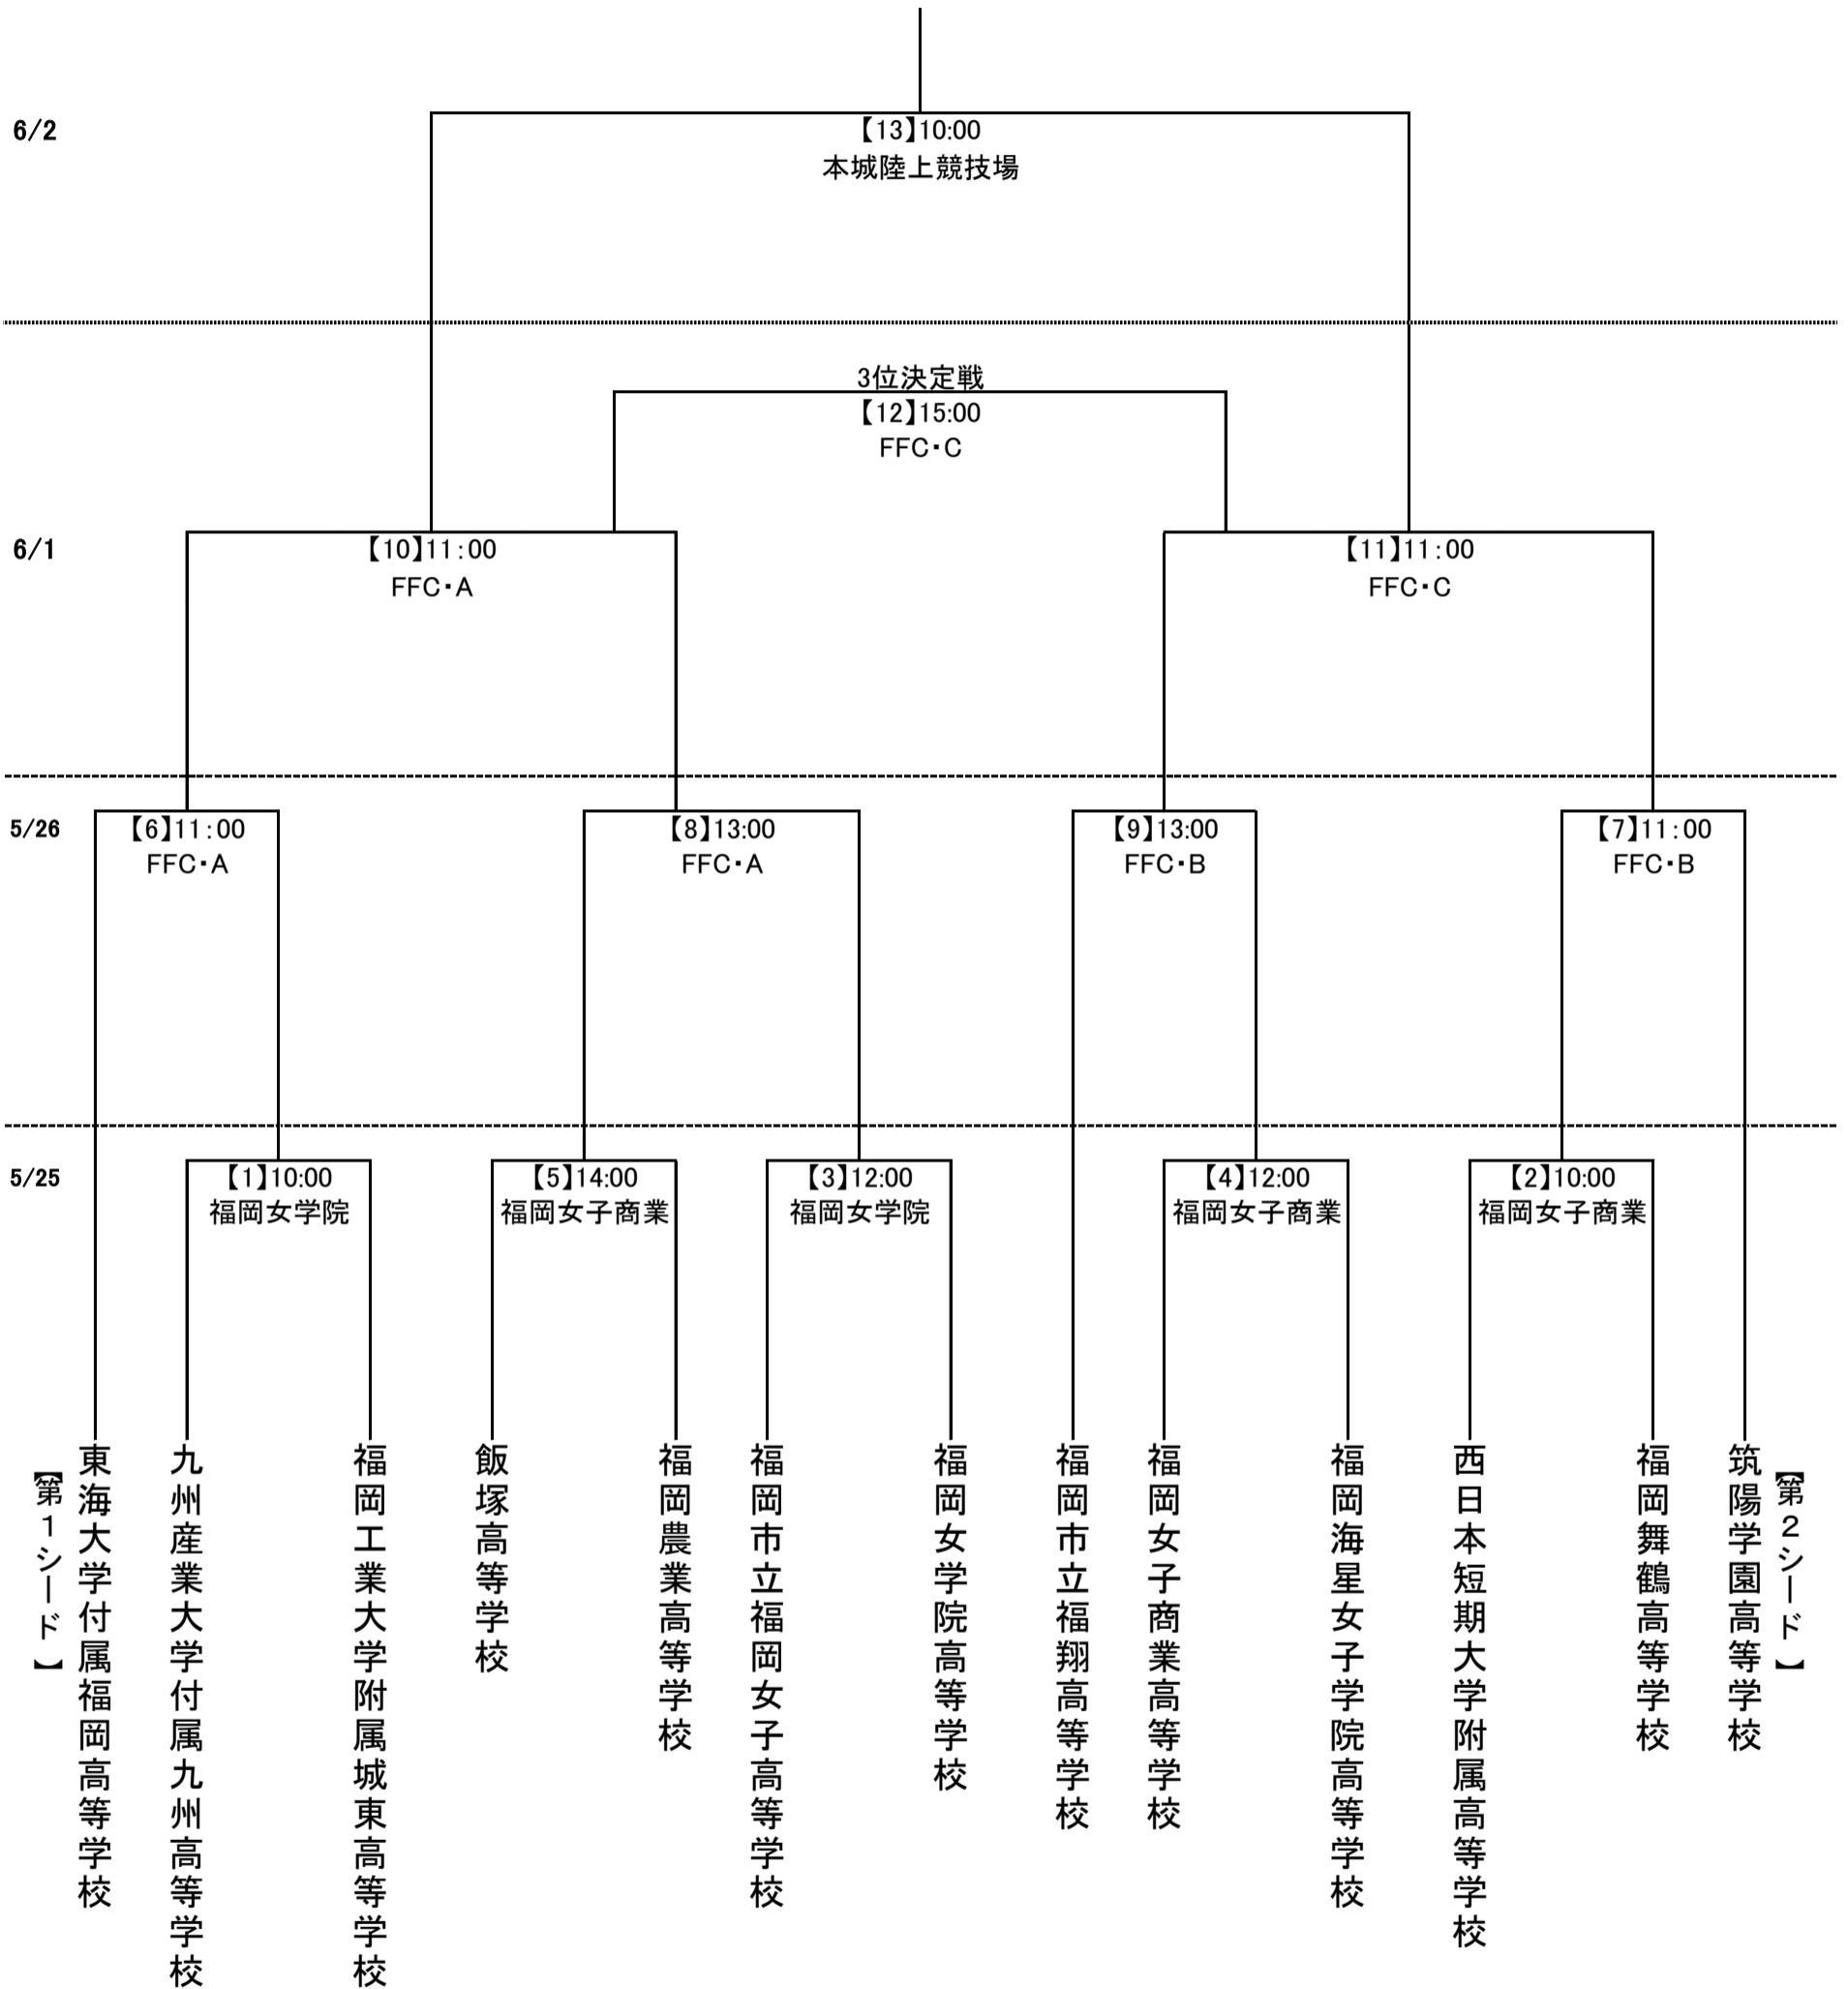 6/2
【13】10:00
本城陸上競技場
3位決定戦
【12】15:00
FFC・C
6/1
【10】11:00
FFC・A
【11】11:00
FFC・C
5/26
【6】11:00
FFC・A
【8】13:00
FFC・A
【9】13:00
FFC・B
【7】11:00
FFC・B
5/25
【1】10:00
福岡女学院
【5】14:00
福岡女子商業
【3】12:00
福岡女学院
【4】12:00
福岡女子商業
【2】10:00
福岡女子商業
【第1シード】
東海大学付属福岡高等学校
九州産業大学付属九州高等学校
福岡工業大学附属城東高等学校
飯塚高等学校
福岡農業高等学校
福岡市立福岡女子高等学校
福岡女学院高等学校
福岡市立福翔高等学校
福岡女子商業高等学校
福岡海星女子学院高等学校
西日本短期大学附属高等学校
福岡舞鶴高等学校
筑陽学園高等学校
【第2シード】